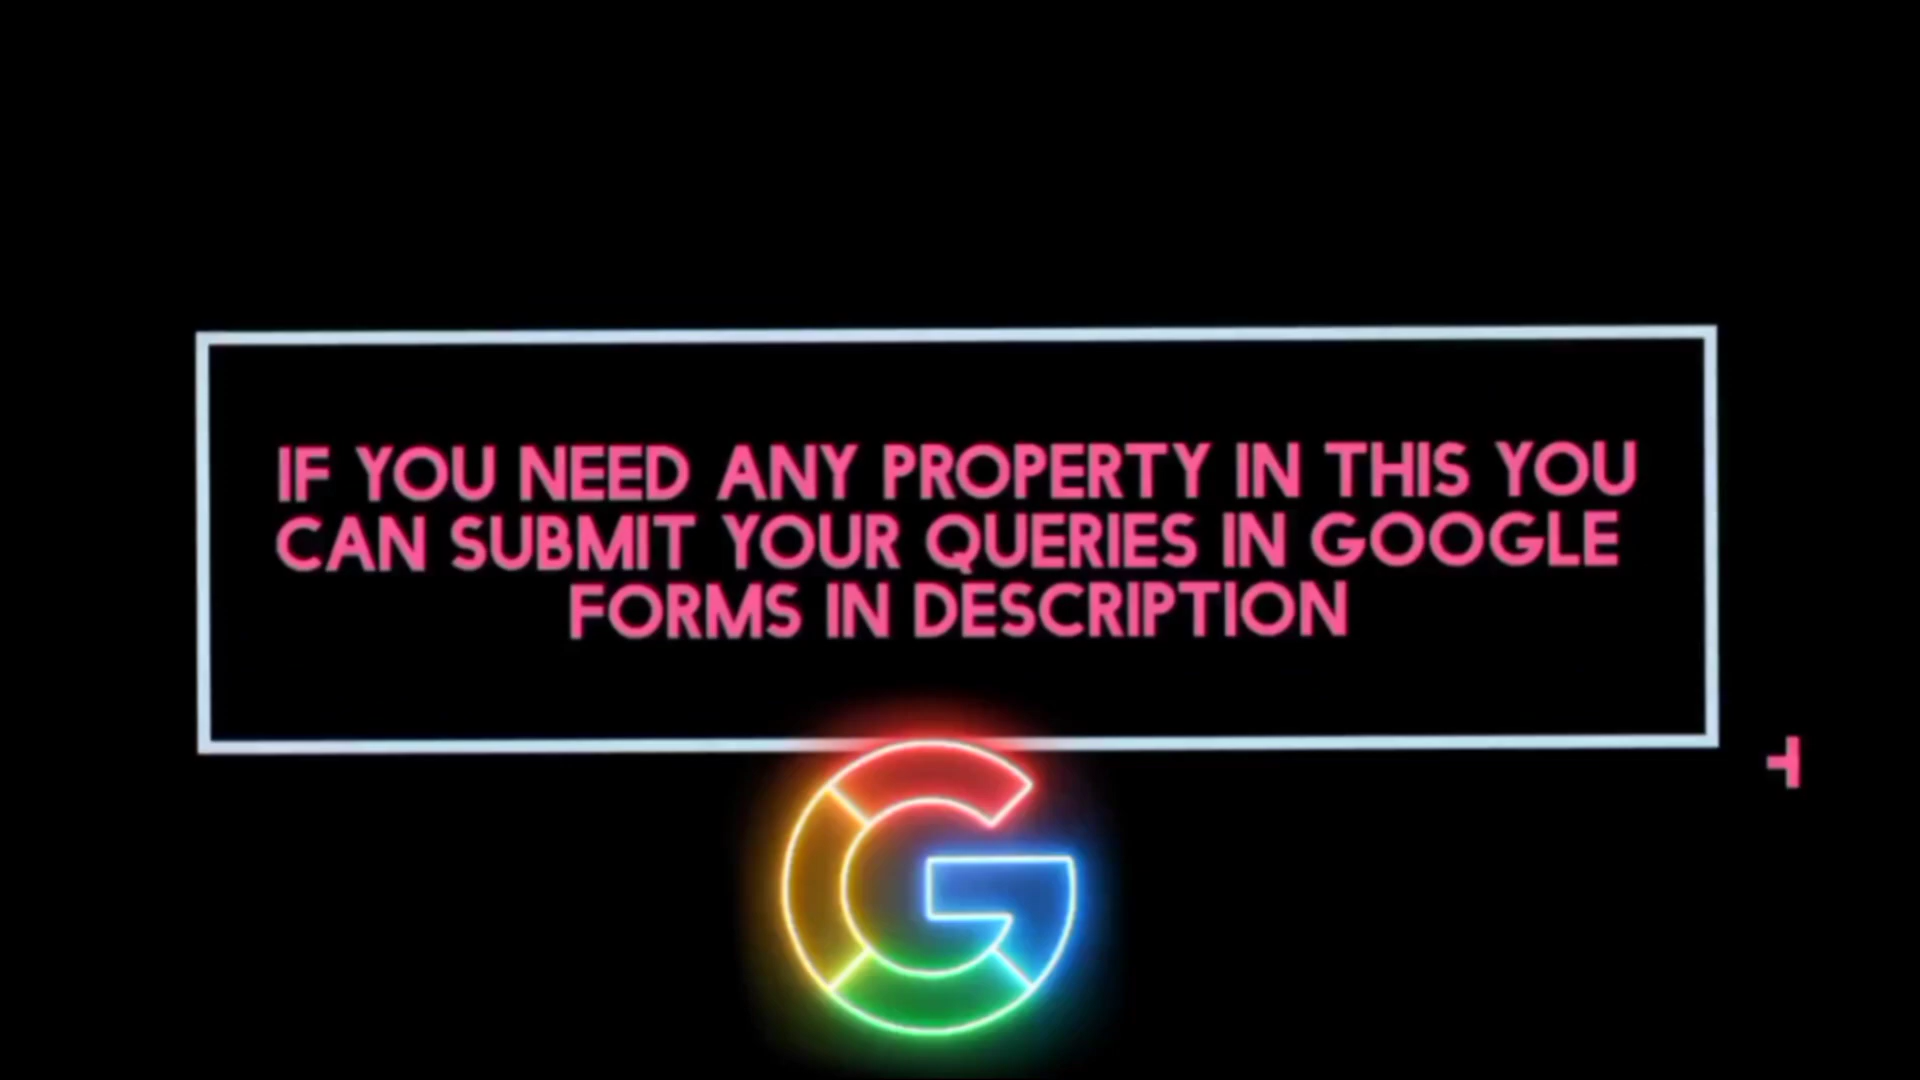 IF YOU NEED ANY PROPERTY IN THIS YOU
CAN SUBMIT YOUR QUERIES IN GOOGLE
FORMS IN DESCRIPTION
G